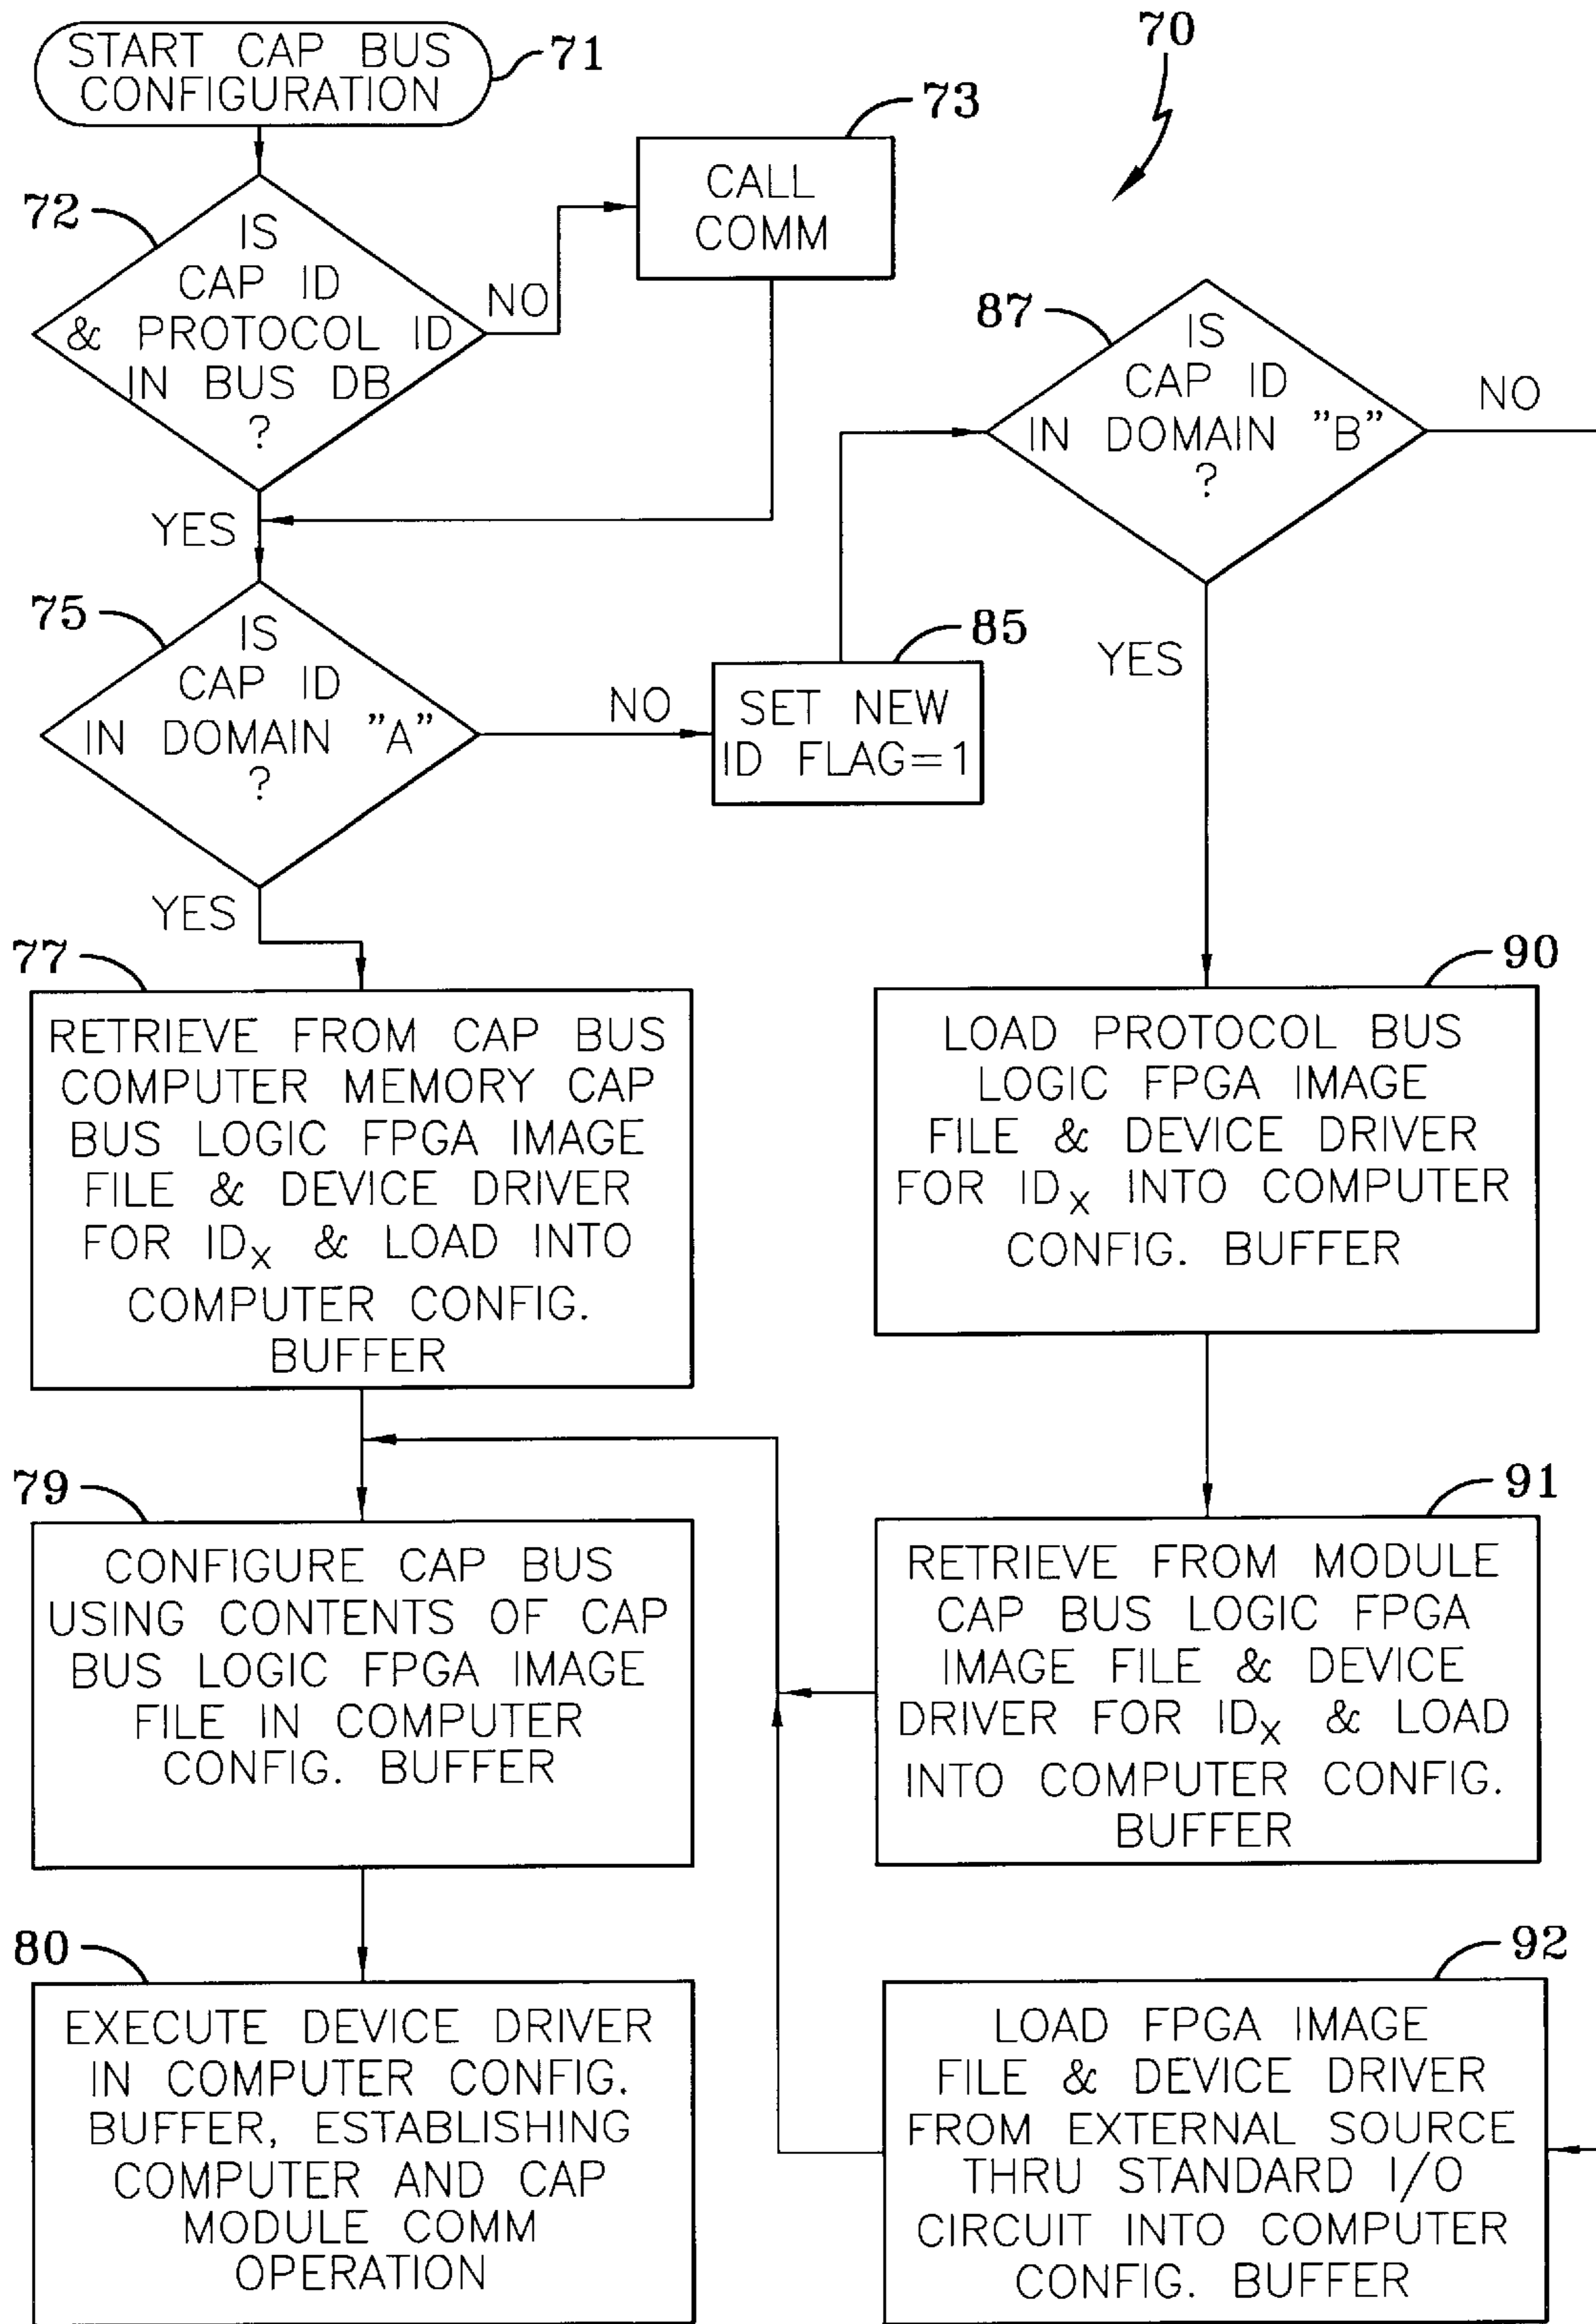 70
START CAP BUS
CONFIGURATION
71
72
IS
CAP ID
& PROTOCOL ID
IN BUS DB
?
NO
YES
73
CALL
COMM
75
IS
CAP ID
IN DOMAIN "A"
?
NO
YES
85
SET NEW
ID FLAG=1
87
IS
CAP ID
IN DOMAIN "B"
?
NO
YES
77
RETRIEVE FROM CAP BUS
COMPUTER MEMORY CAP
BUS LOGIC FPGA IMAGE
FILE & DEVICE DRIVER
FOR IDX & LOAD INTO
COMPUTER CONFIG.
BUFFER
90
LOAD PROTOCOL BUS
LOGIC FPGA IMAGE
FILE & DEVICE DRIVER
FOR IDX INTO COMPUTER
CONFIG. BUFFER
79
CONFIGURE CAP BUS
USING CONTENTS OF CAP
BUS LOGIC FPGA IMAGE
FILE IN COMPUTER
CONFIG. BUFFER
91
RETRIEVE FROM MODULE
CAP BUS LOGIC FPGA
IMAGE FILE & DEVICE
DRIVER FOR IDX & LOAD
INTO COMPUTER CONFIG.
BUFFER
80
EXECUTE DEVICE DRIVER
IN COMPUTER CONFIG.
BUFFER, ESTABLISHING
COMPUTER AND CAP
MODULE COMM
OPERATION
92
LOAD FPGA IMAGE
FILE & DEVICE DRIVER
FROM EXTERNAL SOURCE
THRU STANDARD I/O
CIRCUIT INTO COMPUTER
CONFIG. BUFFER